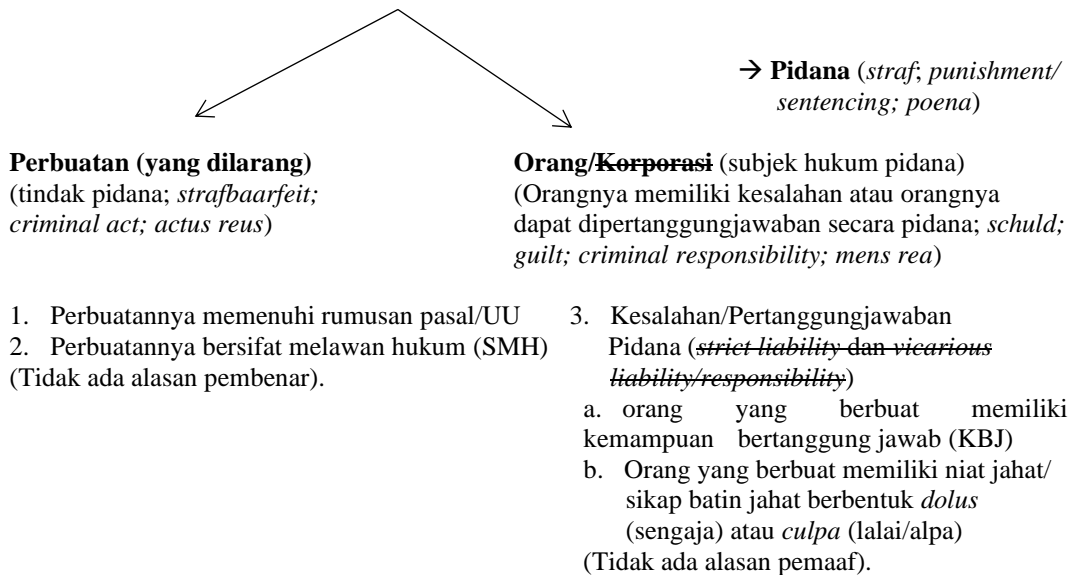 → Pidana (straf; punishment/
sentencing; poena)
Perbuatan (yang dilarang)
(tindak pidana; strafbaarfeit;
criminal act; actus reus)
Orang/Korporasi (subjek hukum pidana)
(Orangnya memiliki kesalahan atau orangnya
dapat dipertanggungjawaban secara pidana; schuld;
guilt; criminal responsibility; mens rea)
1. Perbuatannya memenuhi rumusan pasal/UU
2. Perbuatannya bersifat melawan hukum (SMH)
(Tidak ada alasan pembenar).
3. Kesalahan/Pertanggungjawaban
Pidana (strict liability dan vicarious
liability/responsibility)
a. orang yang berbuat memiliki
kemampuan bertanggung jawab (KBJ)
b. Orang yang berbuat memiliki niat jahat/
sikap batin jahat berbentuk dolus
(sengaja) atau culpa (lalai/alpa)
(Tidak ada alasan pemaaf).